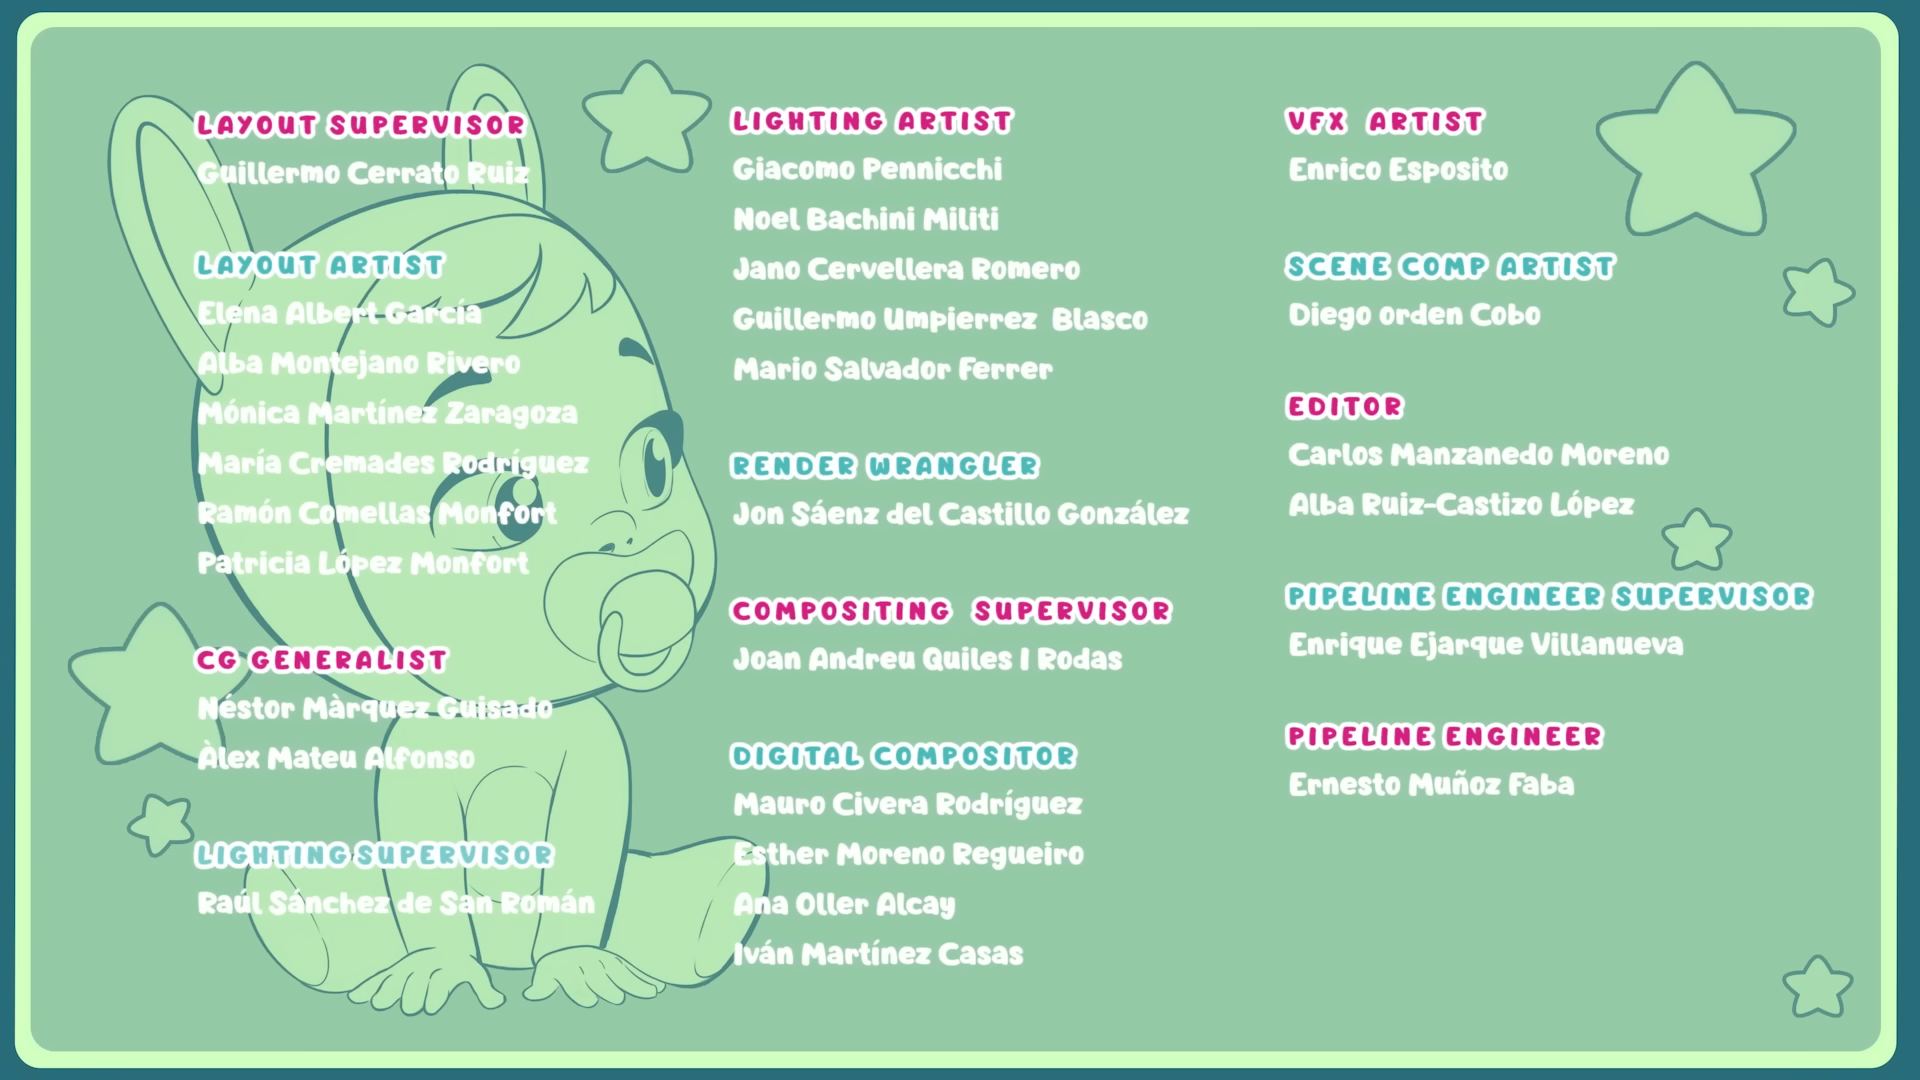 LAYOUT SUPERVISOR
Guillermo Cerrato Ruiz
LAYOUT ARTIST
Elena Albert García
Alba Montejano Rivero
Mónica Martínez Zaragoza
María Cremades Rodríguez
Ramón Comellas Monfort
Patricia López Monfort
CG GENERALIST
Néstor Màrquez Guisado
Àlex Mateu Alfonso
LIGHTING SUPERVISOR
Raúl Sánchez de San Román
LIGHTING ARTIST
Giacomo Pennicchi
Noel Bachini Militi
Jano Cervellera Romero
Guillermo Umpierrez Blasco
Mario Salvador Ferrer
RENDER WRANGLER
Jon Sáenz del Castillo González
COMPOSITING SUPERVISOR
Joan Andreu Quiles I Rodas
DIGITAL COMPOSITOR
Mauro Civera Rodríguez
Esther Moreno Regueiro
Ana Oller Alcay
Iván Martínez Casas
VFX ARTIST
Enrico Esposito
SCENE COMP ARTIST
Diego orden Cobo
EDITOR
Carlos Manzanedo Moreno
Alba Ruiz-Castizo López
PIPELINE ENGINEER SUPERVISOR
Enrique Ejarque Villanueva
PIPELINE ENGINEER
Ernesto Muñoz Faba